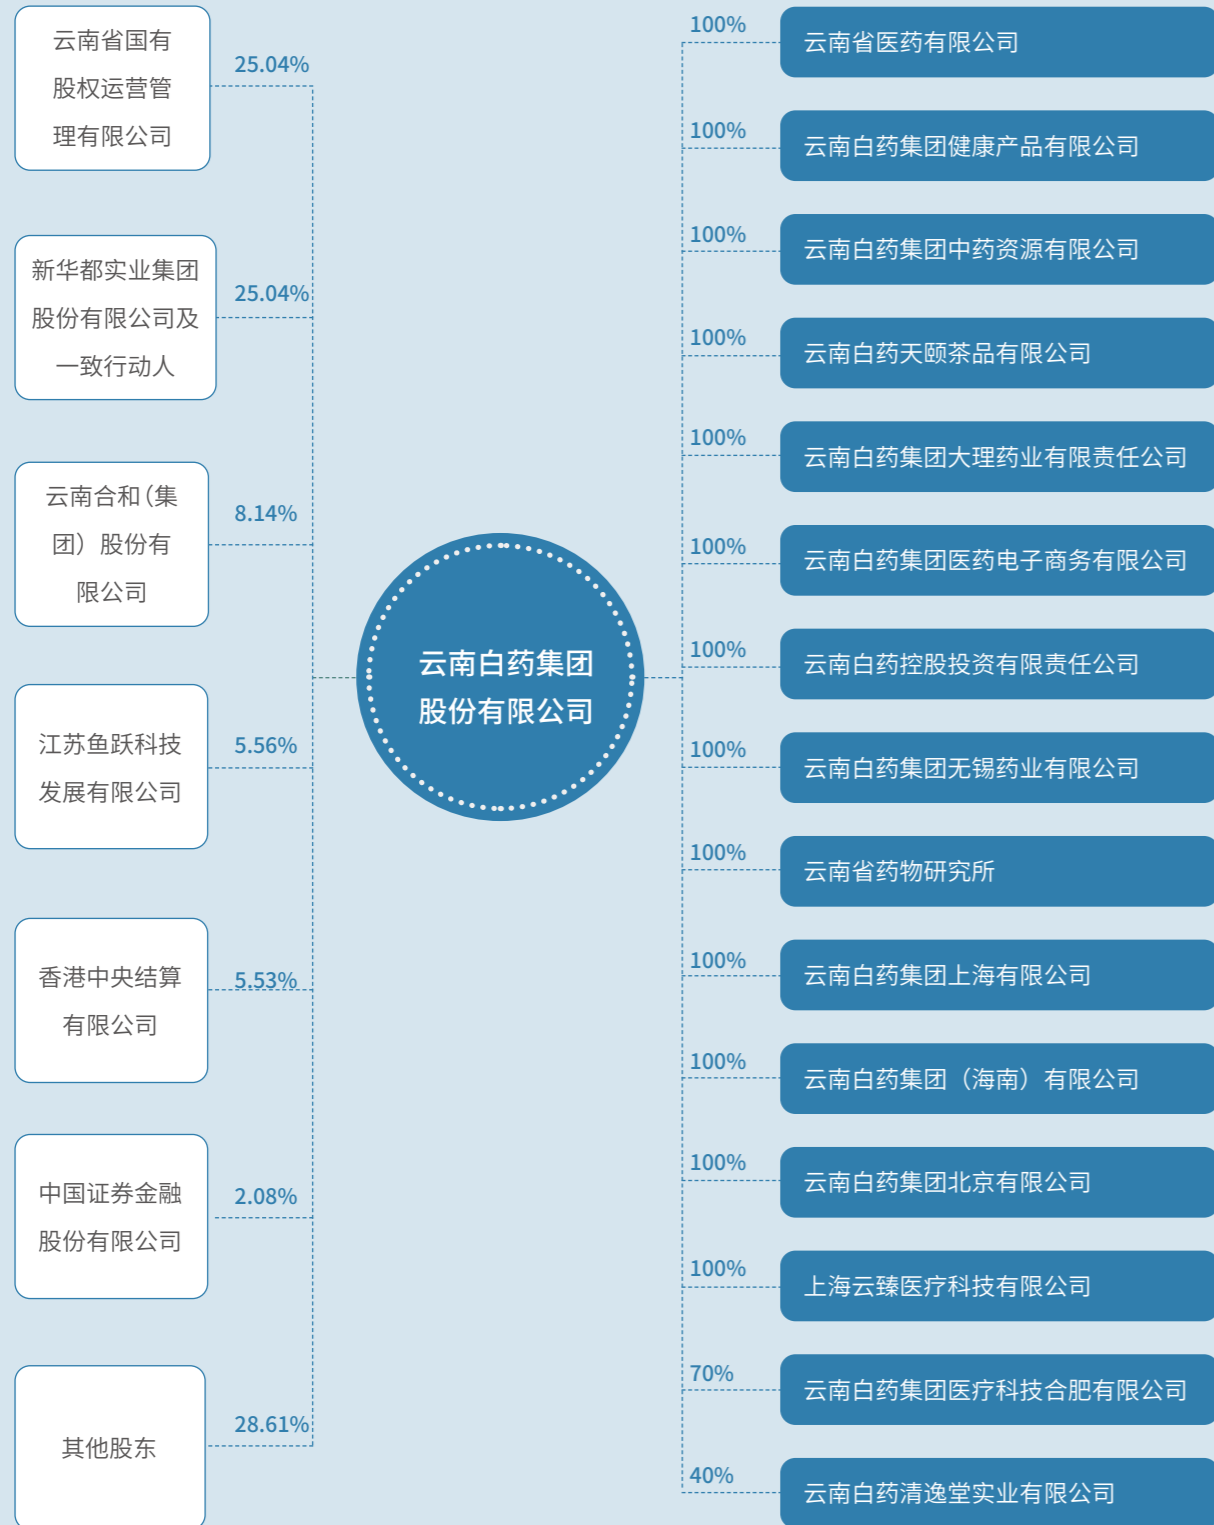 云南省国有
股权运营管
理有限公司
25.04%
新华都实业集团
股份有限公司及
一致行动人
25.04%
云南合和（集
团）股份有
限公司
8.14%
江苏鱼跃科技
发展有限公司
5.56%
香港中央结算
有限公司
5.53%
中国证券金融
股份有限公司
2.08%
其他股东
28.61%
云南白药集团
股份有限公司
100%
云南省医药有限公司
100%
云南白药集团健康产品有限公司
100%
云南白药集团中药资源有限公司
100%
云南白药天颐茶品有限公司
100%
云南白药集团大理药业有限责任公司
100%
云南白药集团医药电子商务有限公司
100%
云南白药控股投资有限责任公司
100%
云南白药集团无锡药业有限公司
100%
云南省药物研究所
100%
云南白药集团上海有限公司
100%
云南白药集团（海南）有限公司
100%
云南白药集团北京有限公司
100%
上海云臻医疗科技有限公司
70%
云南白药集团医疗科技合肥有限公司
40%
云南白药清逸堂实业有限公司